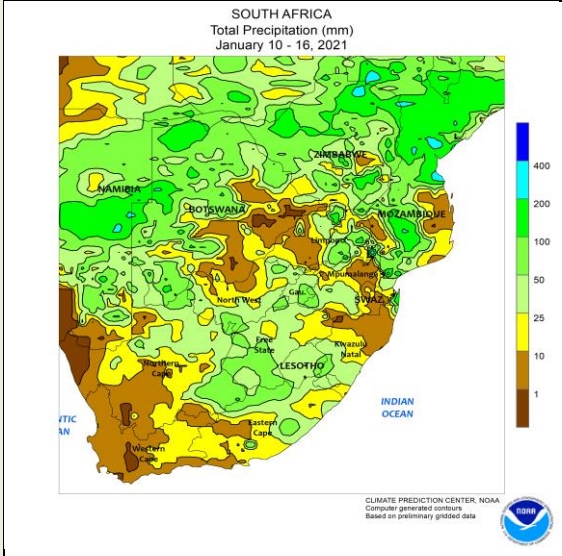 SOUTH AFRICA
Total Precipitation (mm)
January 10 - 16, 2021
ZIMBABWE
NAMIBIA
BOTSWANA
MOZAMBIQUE
Limpopo
Mpumalanga
North West
Gau.
SWAZ.
Free
State
Kwazulu
Natal
LESOTHO
Northern
Cape
Eastern
Cape
Western
Cape
NTIC
AN
INDIAN
OCEAN
400
200
100
50
25
10
1
CLIMATE PREDICTION CENTER, NOAA
Computer generated contours
Based on preliminary gridded data
NOAA